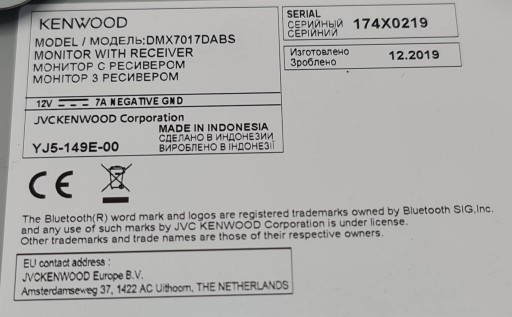 KENWOOD
MODEL / МОДЕЛЬ:DMX7017DABS
MONITOR WITH RECEIVER
МОНИТОР С РЕСИВЕРОМ
МОНІТОР З РЕСИВЕРОМ
12V 7A NEGATIVE GND
JVCKENWOOD Corporation
MADE IN INDONESIA
СДЕЛАНО В ИНДОНЕЗИИ
YJ5-149E-00 ВИРОБЛЕНО В ІНДОНЕЗІЇ
SERIAL
СЕРИЙНЫЙ 174X0219
СЕРІЙНИЙ
Изготовлено 12.2019
Зроблено
CE
The Bluetooth(R) word mark and logos are registered trademarks owned by Bluetooth SIG,Inc.
and any use of such marks by JVC KENWOOD Corporation is under license.
Other trademarks and trade names are those of their respective owners.
EU contact address :
JVCKENWOOD Europe B.V.
Amsterdamseweg 37, 1422 AC Uithoorn, THE NETHERLANDS